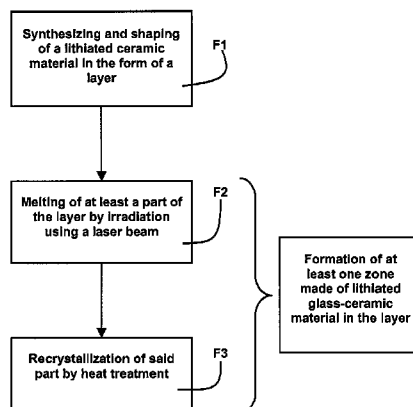 Synthesizing and shaping
of a lithiated ceramic
material in the form of a
layer
F1
Melting of at least a part of
the layer by irradiation
using a laser beam
F2
Formation of at
least one zone
made of lithiated
glass-ceramic
material in the layer
Recrystallization of said
part by heat treatment
F3